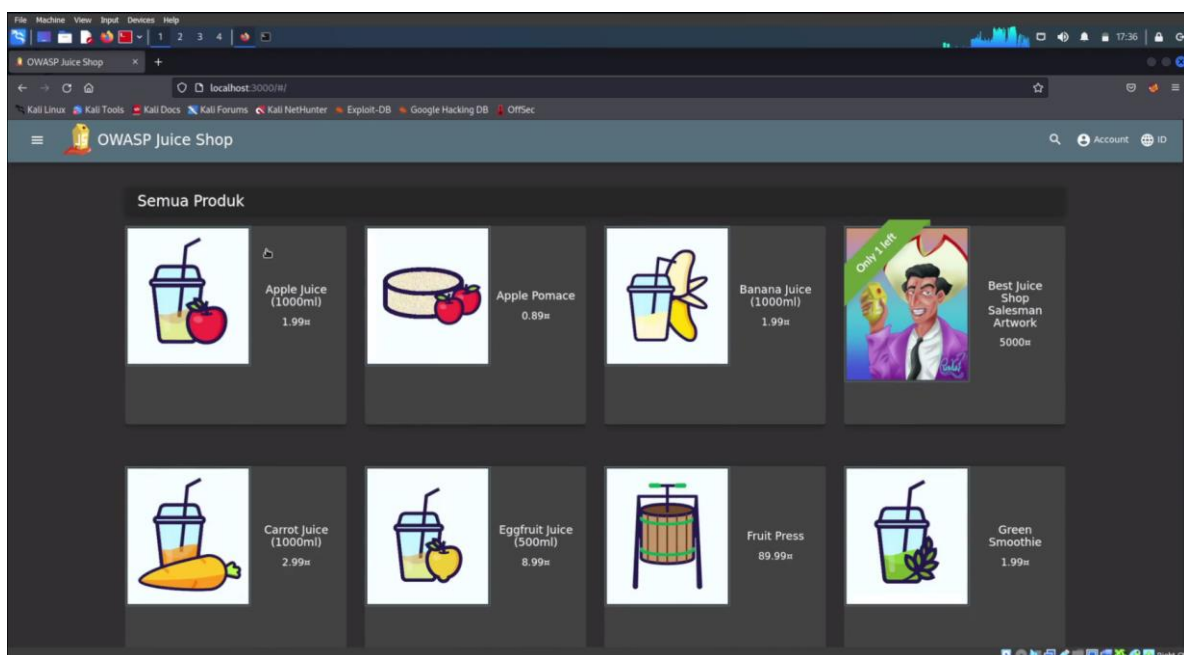 File Machine View Input Devices Help
1 2 3 4
17:36
OWASP Juice Shop
localhost:3000/#/
Kali Linux Kali Tools Kali Docs Kali Forums Kali NetHunter Exploit-DB Google Hacking DB OffSec
OWASP Juice Shop
Account ID
Semua Produk
Apple Juice
(1000ml)
1.99¤
Apple Pomace
0.89¤
Banana Juice
(1000ml)
1.99¤
Only 1 left
Best Juice
Shop
Salesman
Artwork
5000¤
Carrot Juice
(1000ml)
2.99¤
Eggfruit Juice
(500ml)
8.99¤
Fruit Press
89.99¤
Green
Smoothie
1.99¤